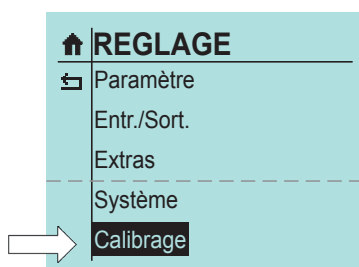 REGLAGE
Paramètre
Entr./Sort.
Extras
Système
Calibrage